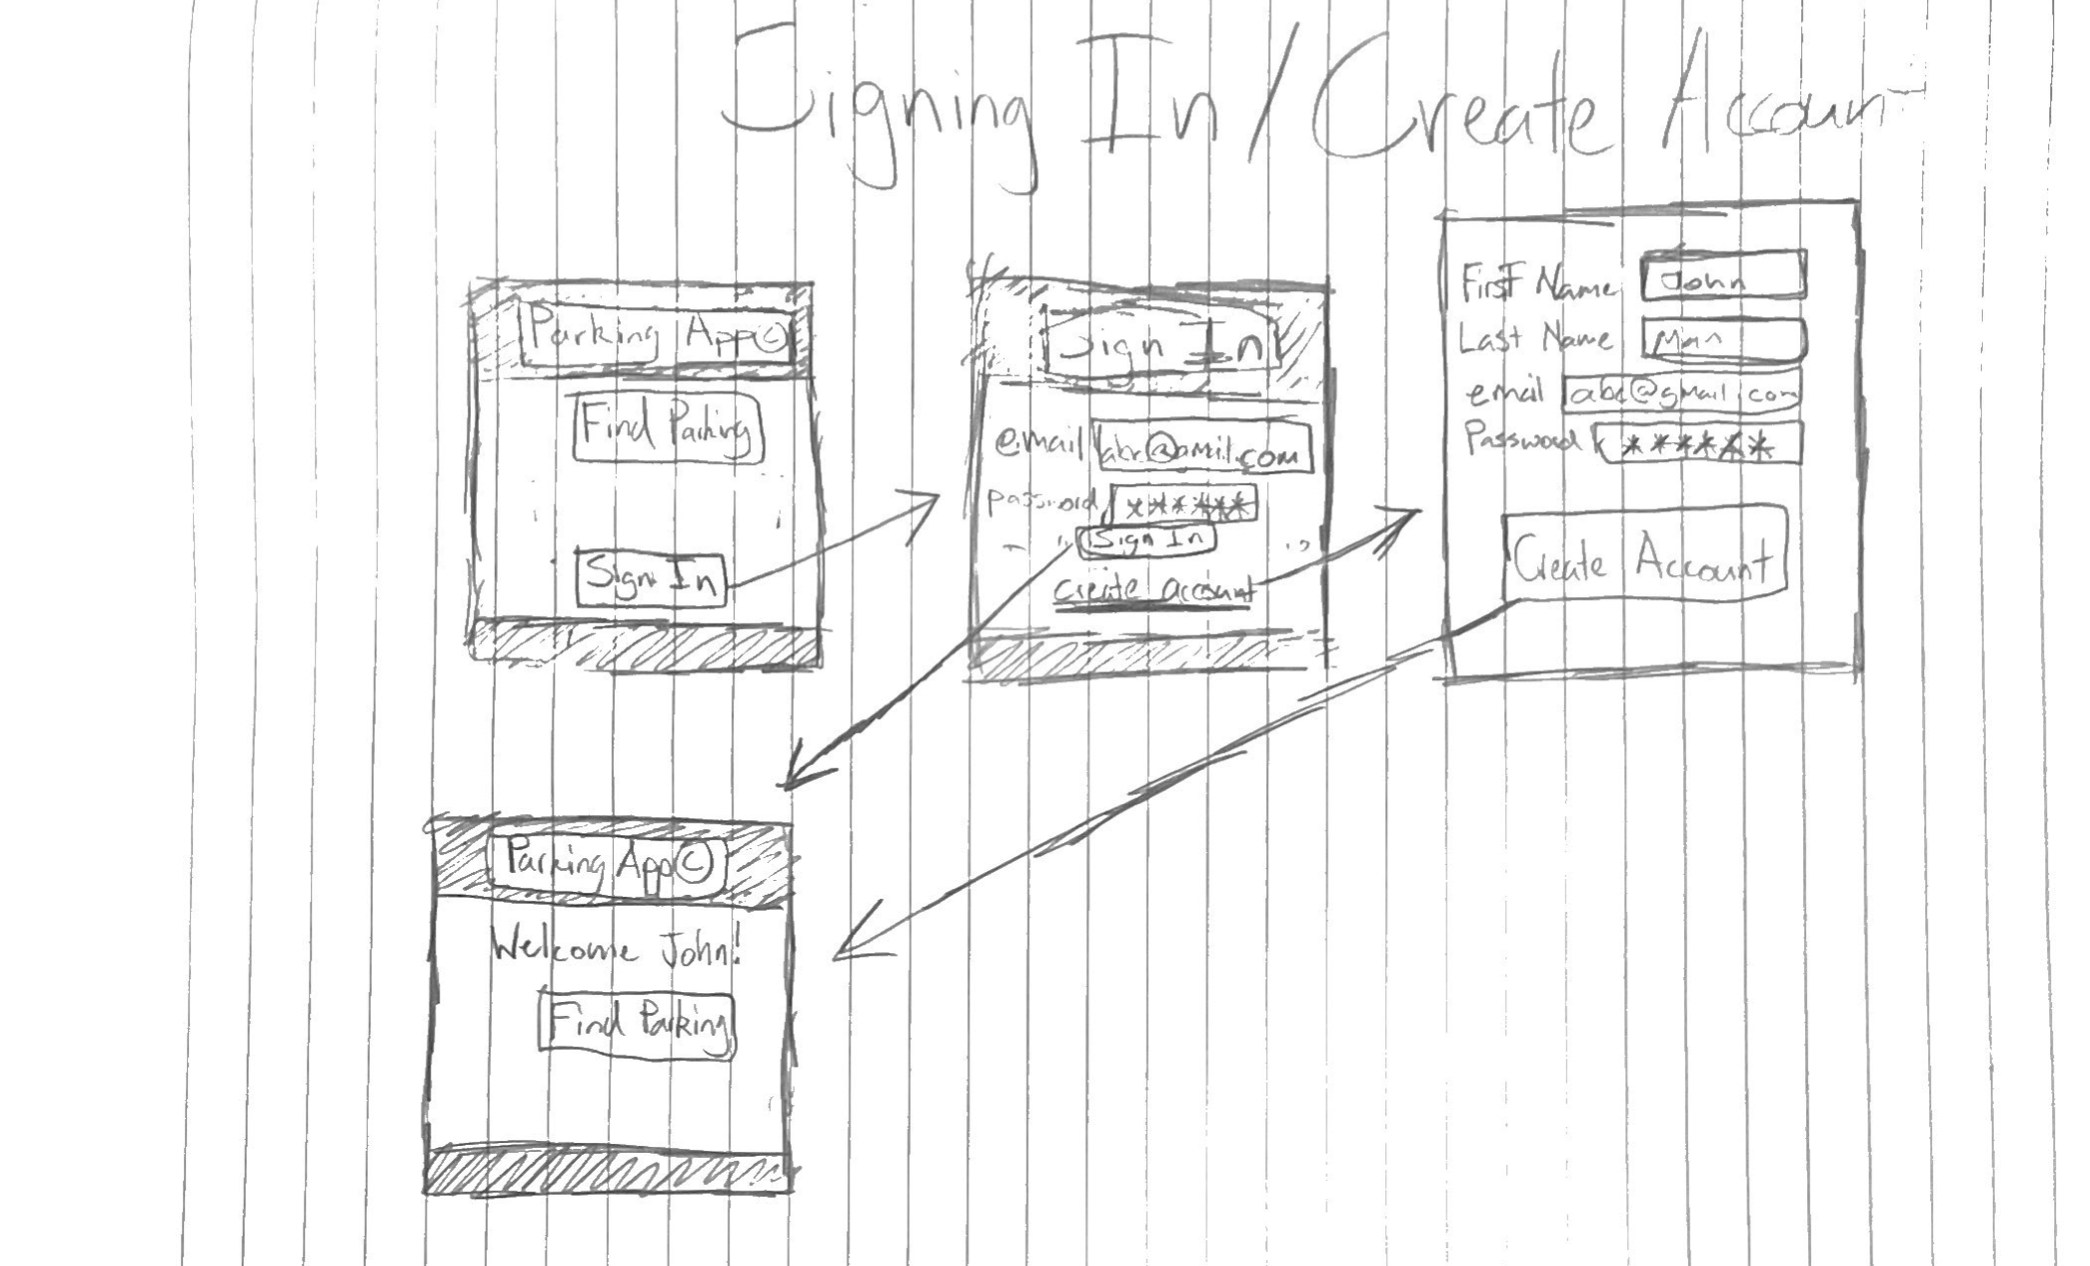 Signing In/Create Account
Parking App©
Find Parking
Sign In
Sign In
email abc@gmail.com
password ******
Sign In
create account
First Name John
Last Name Man
email abc@gmail.com
Password ******
Create Account
Parking App©
Welcome John!
Find Parking